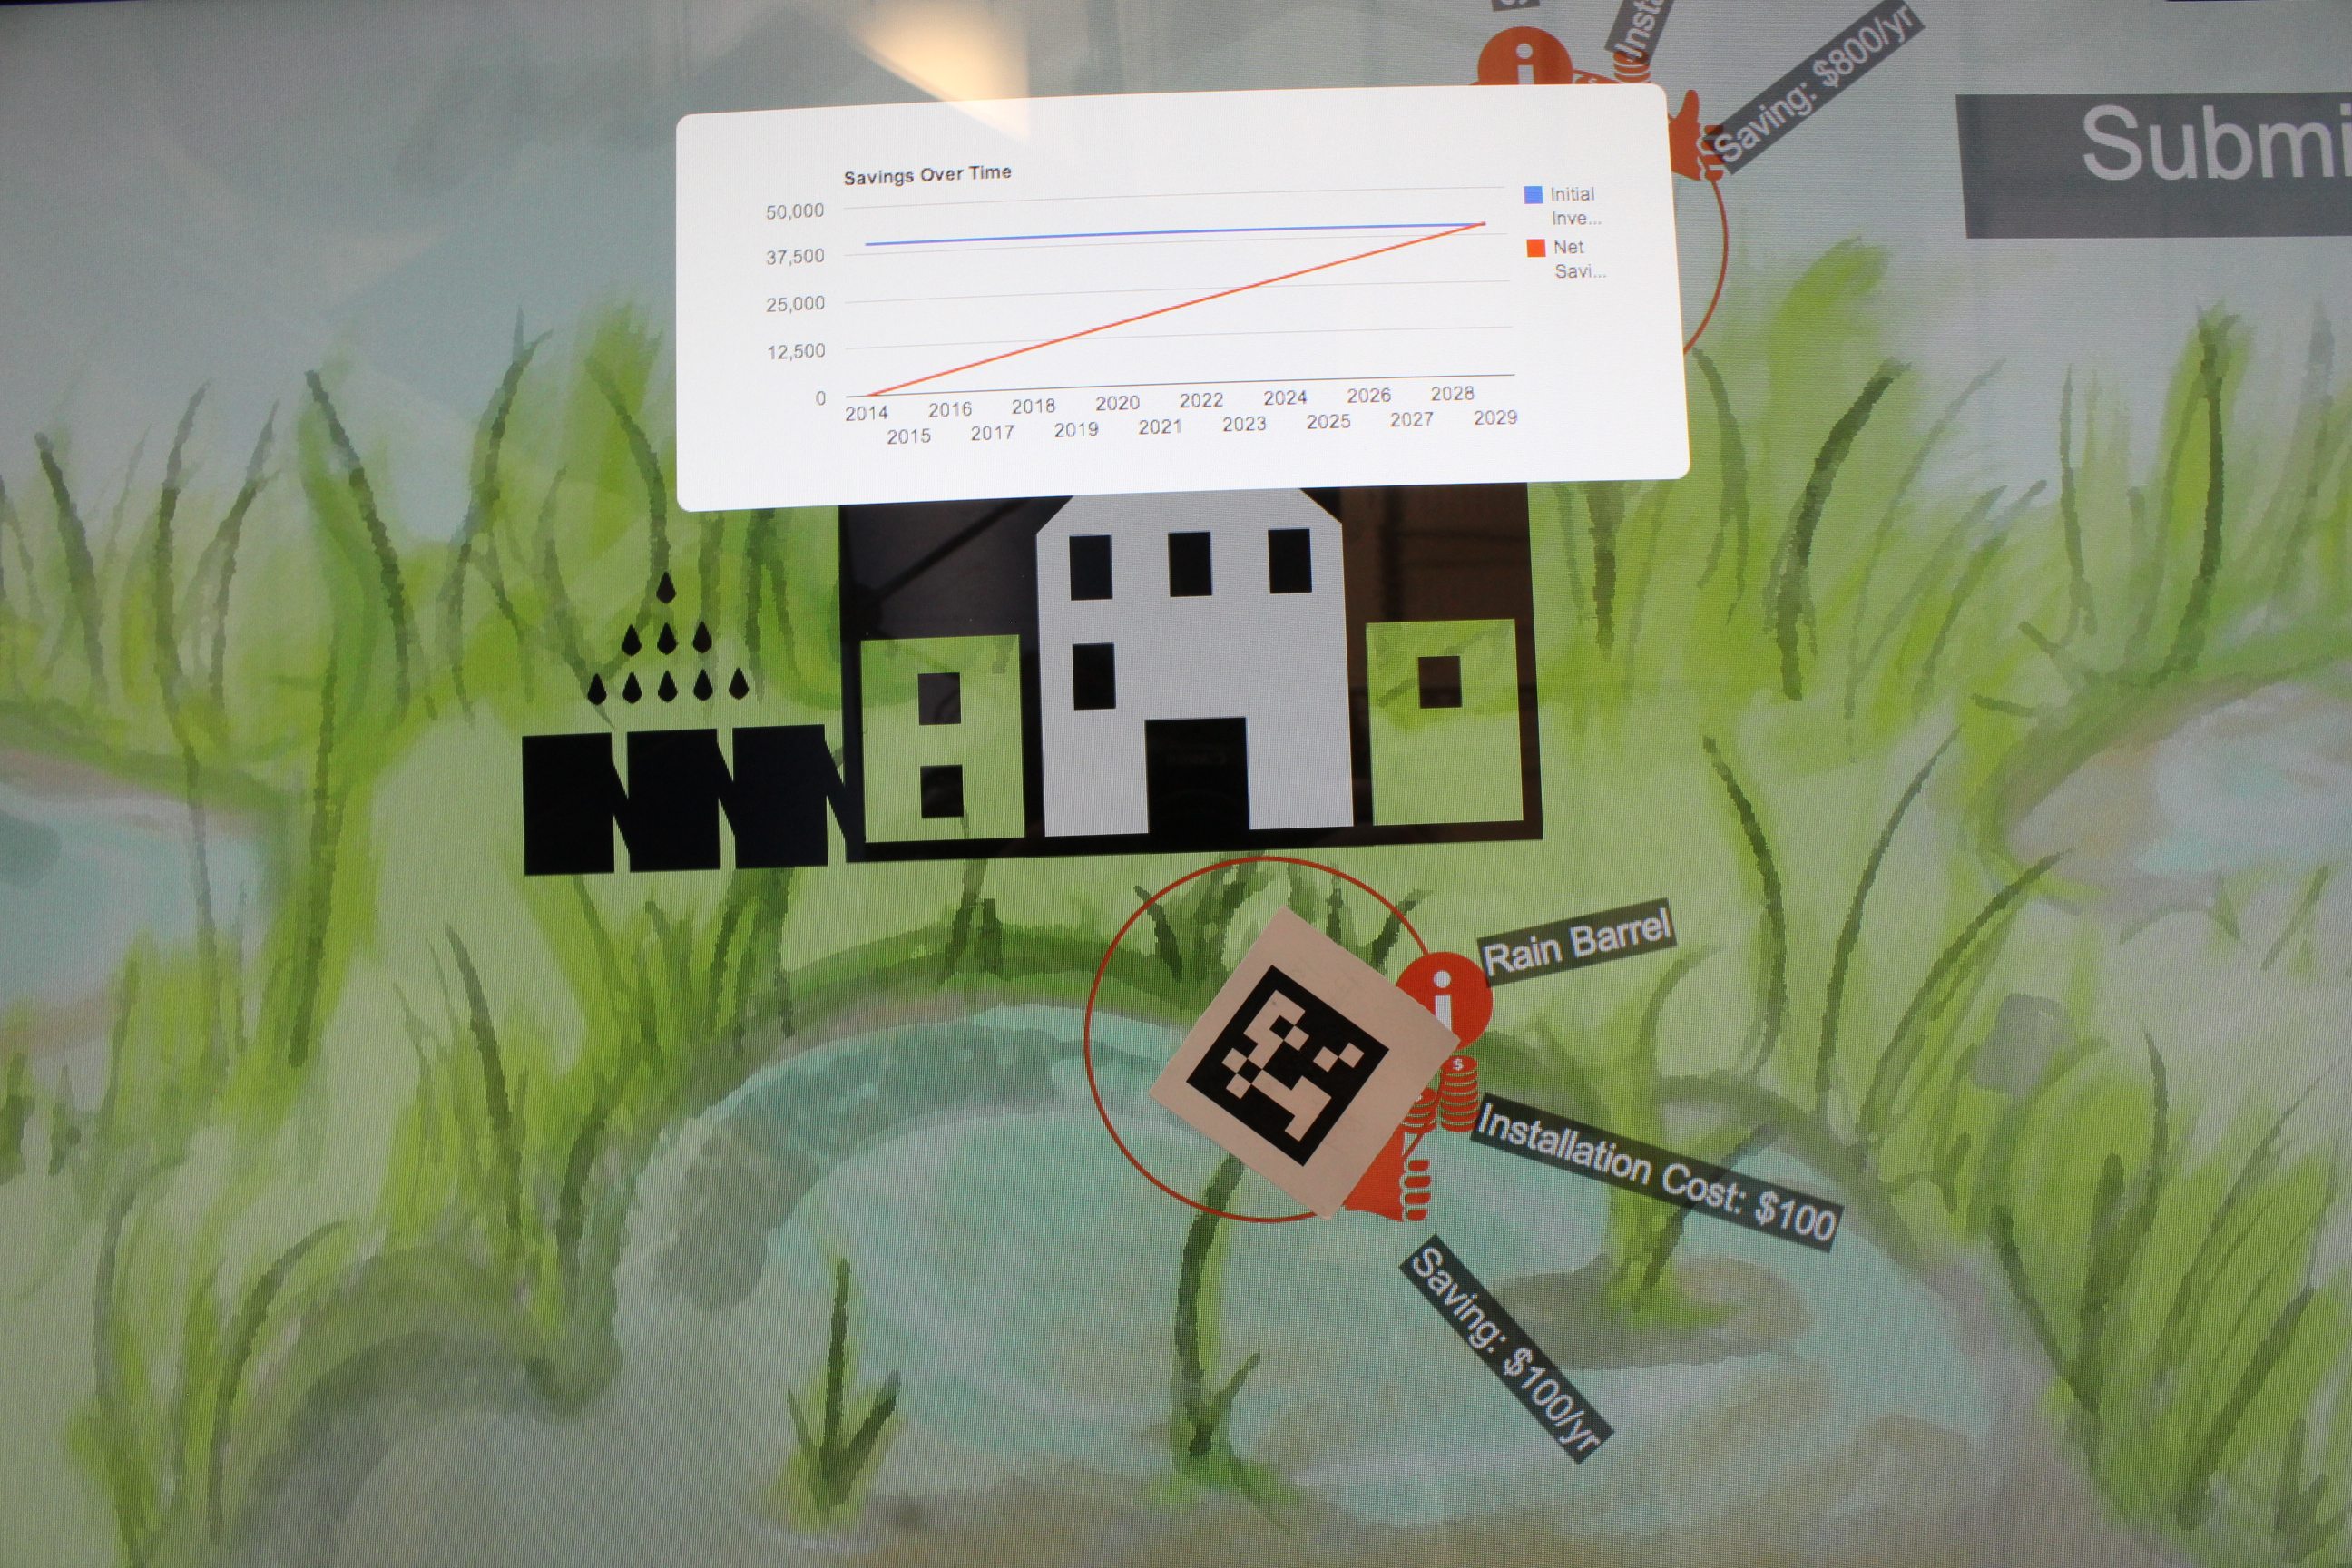 Saving: $800/yr
Savings Over Time
50,000
37,500
25,000
12,500
0
2014 2016 2018 2020 2022 2024 2026 2028
2015 2017 2019 2021 2023 2025 2027 2029
Initial
Inve...
Net
Savi...
Rain Barrel
$
Installation Cost: $100
Saving: $100/yr